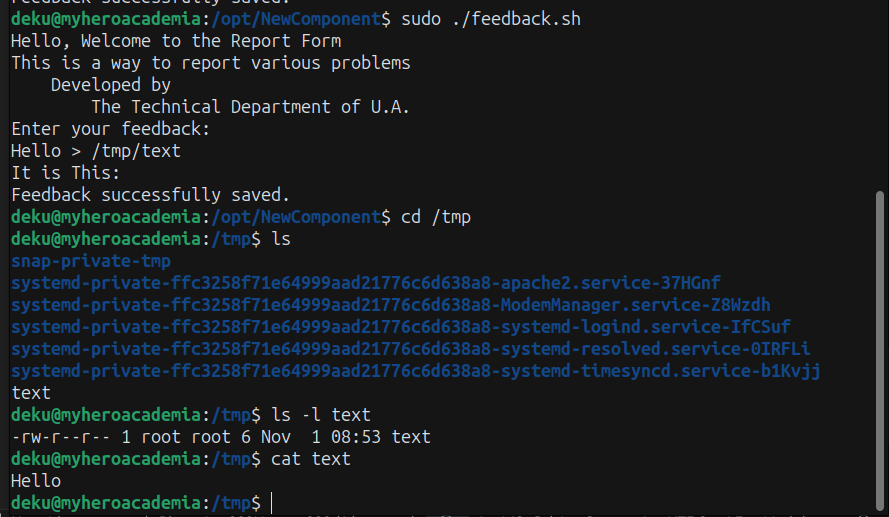 Feedback successfully saved.
deku@myheroacademia:/opt/NewComponent$ sudo ./feedback.sh
Hello, Welcome to the Report Form
This is a way to report various problems
    Developed by
        The Technical Department of U.A.
Enter your feedback:
Hello > /tmp/text
It is This:
Feedback successfully saved.
deku@myheroacademia:/opt/NewComponent$ cd /tmp
deku@myheroacademia:/tmp$ ls
snap-private-tmp
systemd-private-ffc3258f71e64999aad21776c6d638a8-apache2.service-37HGnf
systemd-private-ffc3258f71e64999aad21776c6d638a8-ModemManager.service-Z8Wzdh
systemd-private-ffc3258f71e64999aad21776c6d638a8-systemd-logind.service-IfCSuf
systemd-private-ffc3258f71e64999aad21776c6d638a8-systemd-resolved.service-0IRFLi
systemd-private-ffc3258f71e64999aad21776c6d638a8-systemd-timesyncd.service-b1Kvjj
text
deku@myheroacademia:/tmp$ ls -l text
-rw-r--r-- 1 root root 6 Nov  1 08:53 text
deku@myheroacademia:/tmp$ cat text
Hello
deku@myheroacademia:/tmp$